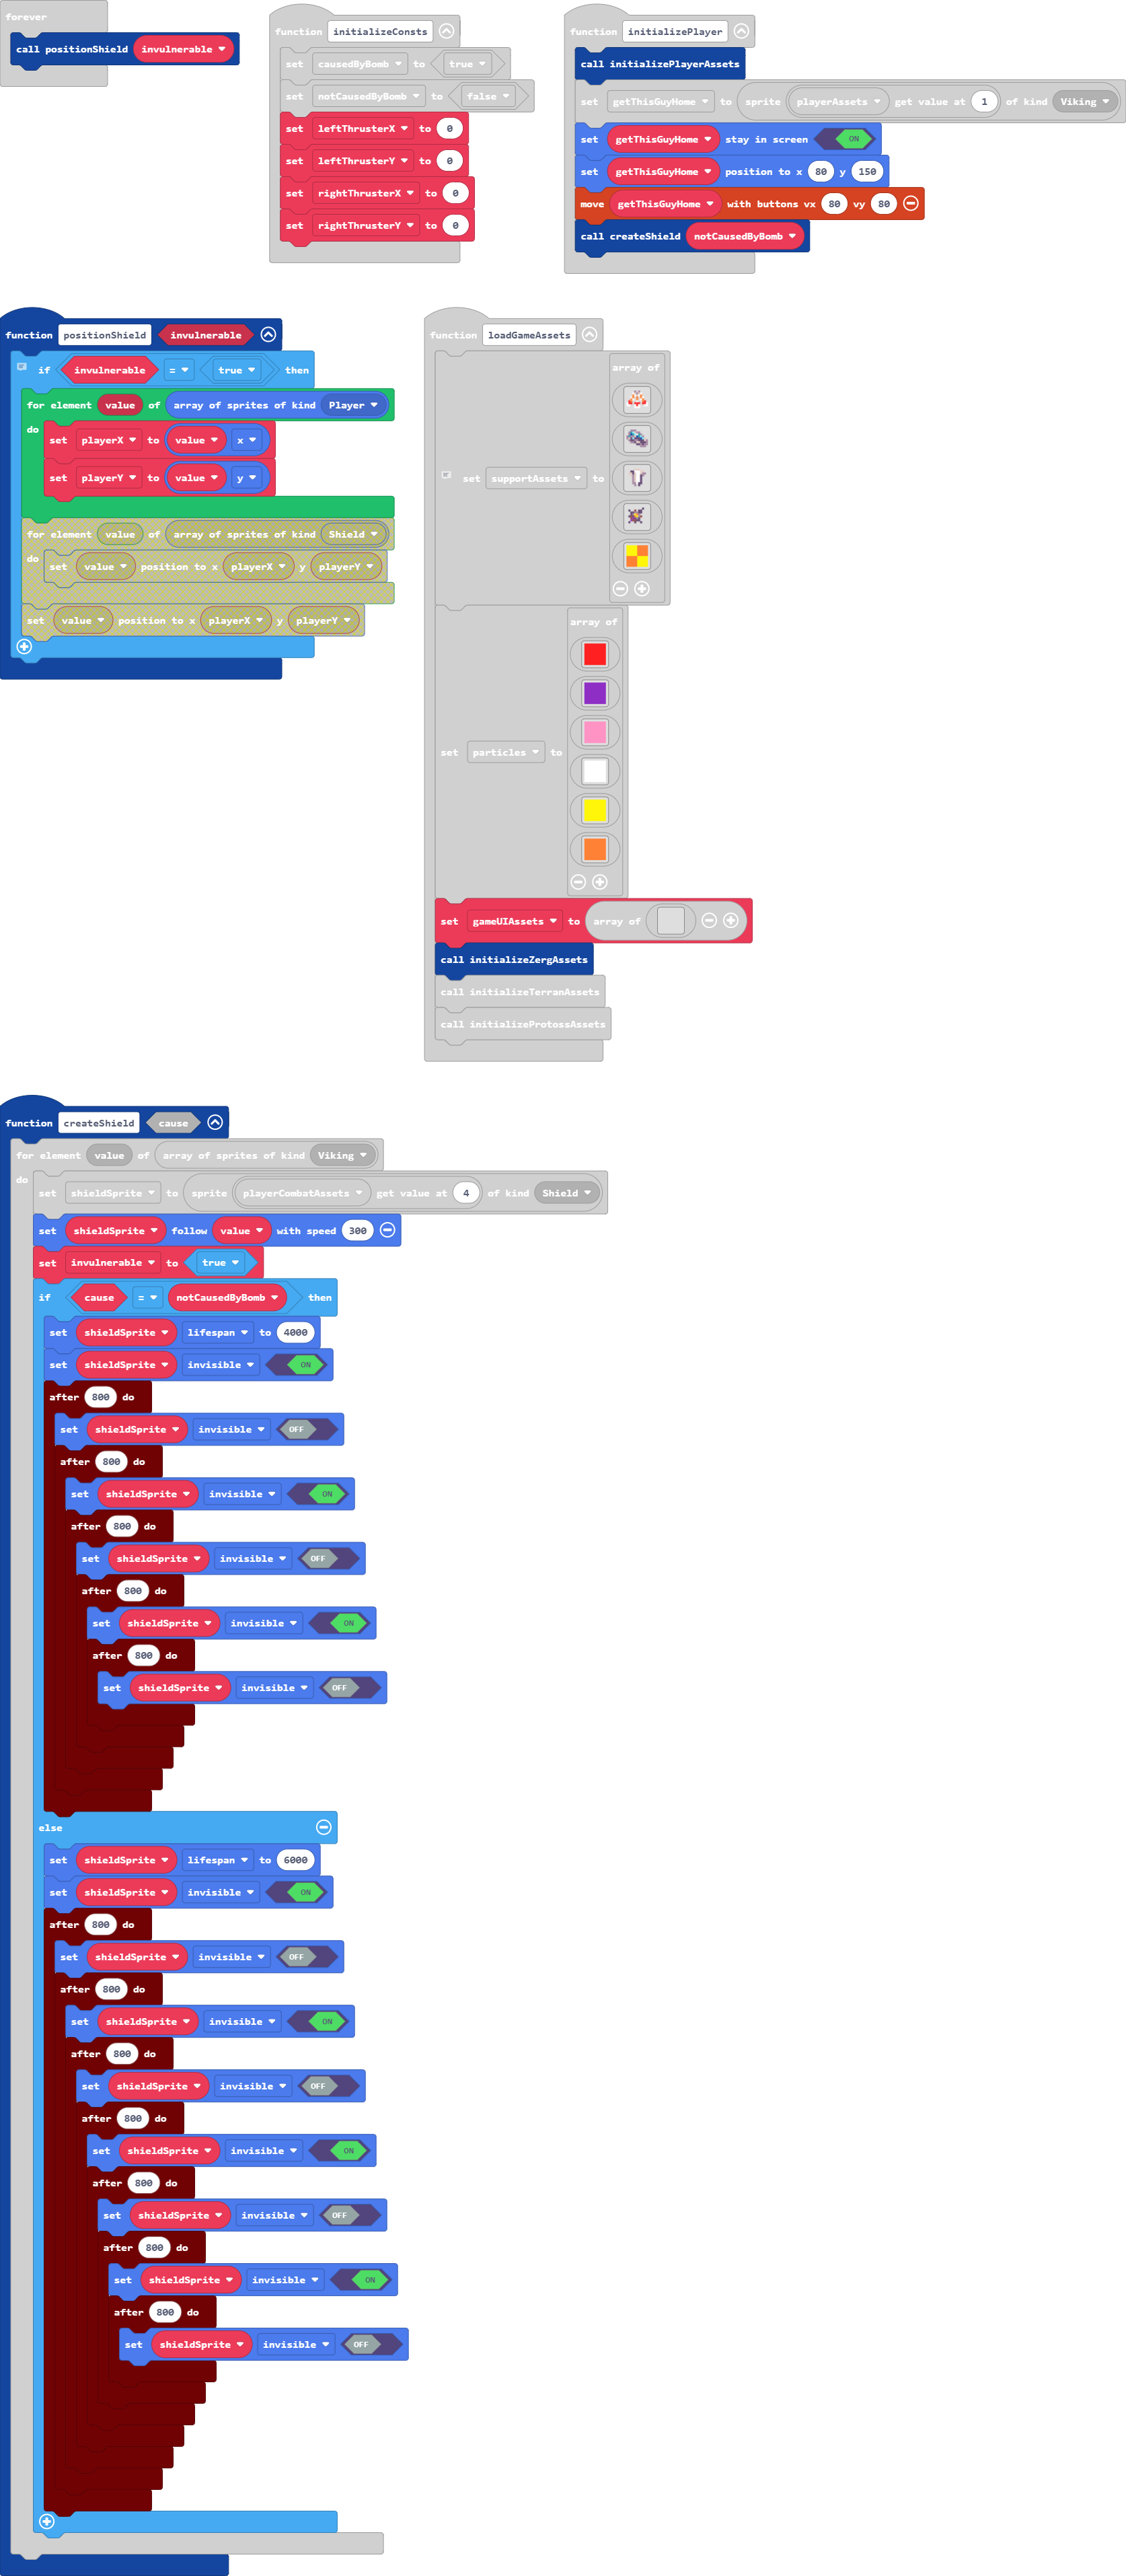 forever
call positionShield invulnerable
function initializeConsts
set causedByBomb to true
set notCausedByBomb to false
set leftThrusterX to 0
set leftThrusterY to 0
set rightThrusterX to 0
set rightThrusterY to 0
function initializePlayer
call initializePlayerAssets
set getThisGuyHome to sprite playerAssets get value at 1 of kind Viking
set getThisGuyHome stay in screen ON
set getThisGuyHome position to x 80 y 150
move getThisGuyHome with buttons vx 80 vy 80
call createShield notCausedByBomb
function positionShield invulnerable
if invulnerable = true then
for element value of array of sprites of kind Player
do
set playerX to value x
set playerY to value y
for element value of array of sprites of kind Shield
do
set value position to x playerX y playerY
set value position to x playerX y playerY
function loadGameAssets
set supportAssets to array of
set particles to array of
set gameUIAssets to array of
call initializeZergAssets
call initializeTerranAssets
call initializeProtossAssets
function createShield cause
for element value of array of sprites of kind Viking
do
set shieldSprite to sprite playerCombatAssets get value at 4 of kind Shield
set shieldSprite follow value with speed 300
set invulnerable to true
if cause = notCausedByBomb then
set shieldSprite lifespan to 4000
set shieldSprite invisible ON
after 800 do
set shieldSprite invisible OFF
after 800 do
set shieldSprite invisible ON
after 800 do
set shieldSprite invisible OFF
after 800 do
set shieldSprite invisible ON
after 800 do
set shieldSprite invisible OFF
else
set shieldSprite lifespan to 6000
set shieldSprite invisible ON
after 800 do
set shieldSprite invisible OFF
after 800 do
set shieldSprite invisible ON
after 800 do
set shieldSprite invisible OFF
after 800 do
set shieldSprite invisible ON
after 800 do
set shieldSprite invisible OFF
after 800 do
set shieldSprite invisible ON
after 800 do
set shieldSprite invisible OFF